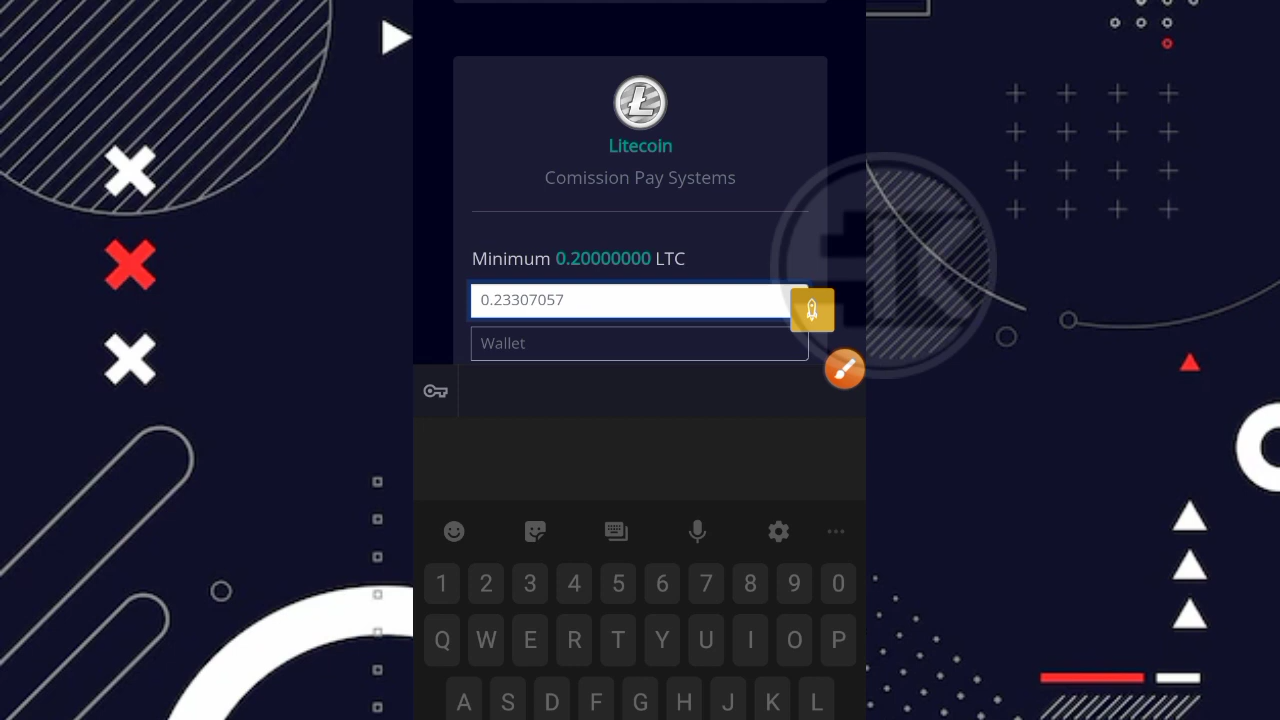 Litecoin
Comission Pay Systems
Minimum 0.20000000 LTC
0.23307057
Wallet
1 2 3 4 5 6 7 8 9 0
Q W E R T Y U I O P
A S D F G H J K L